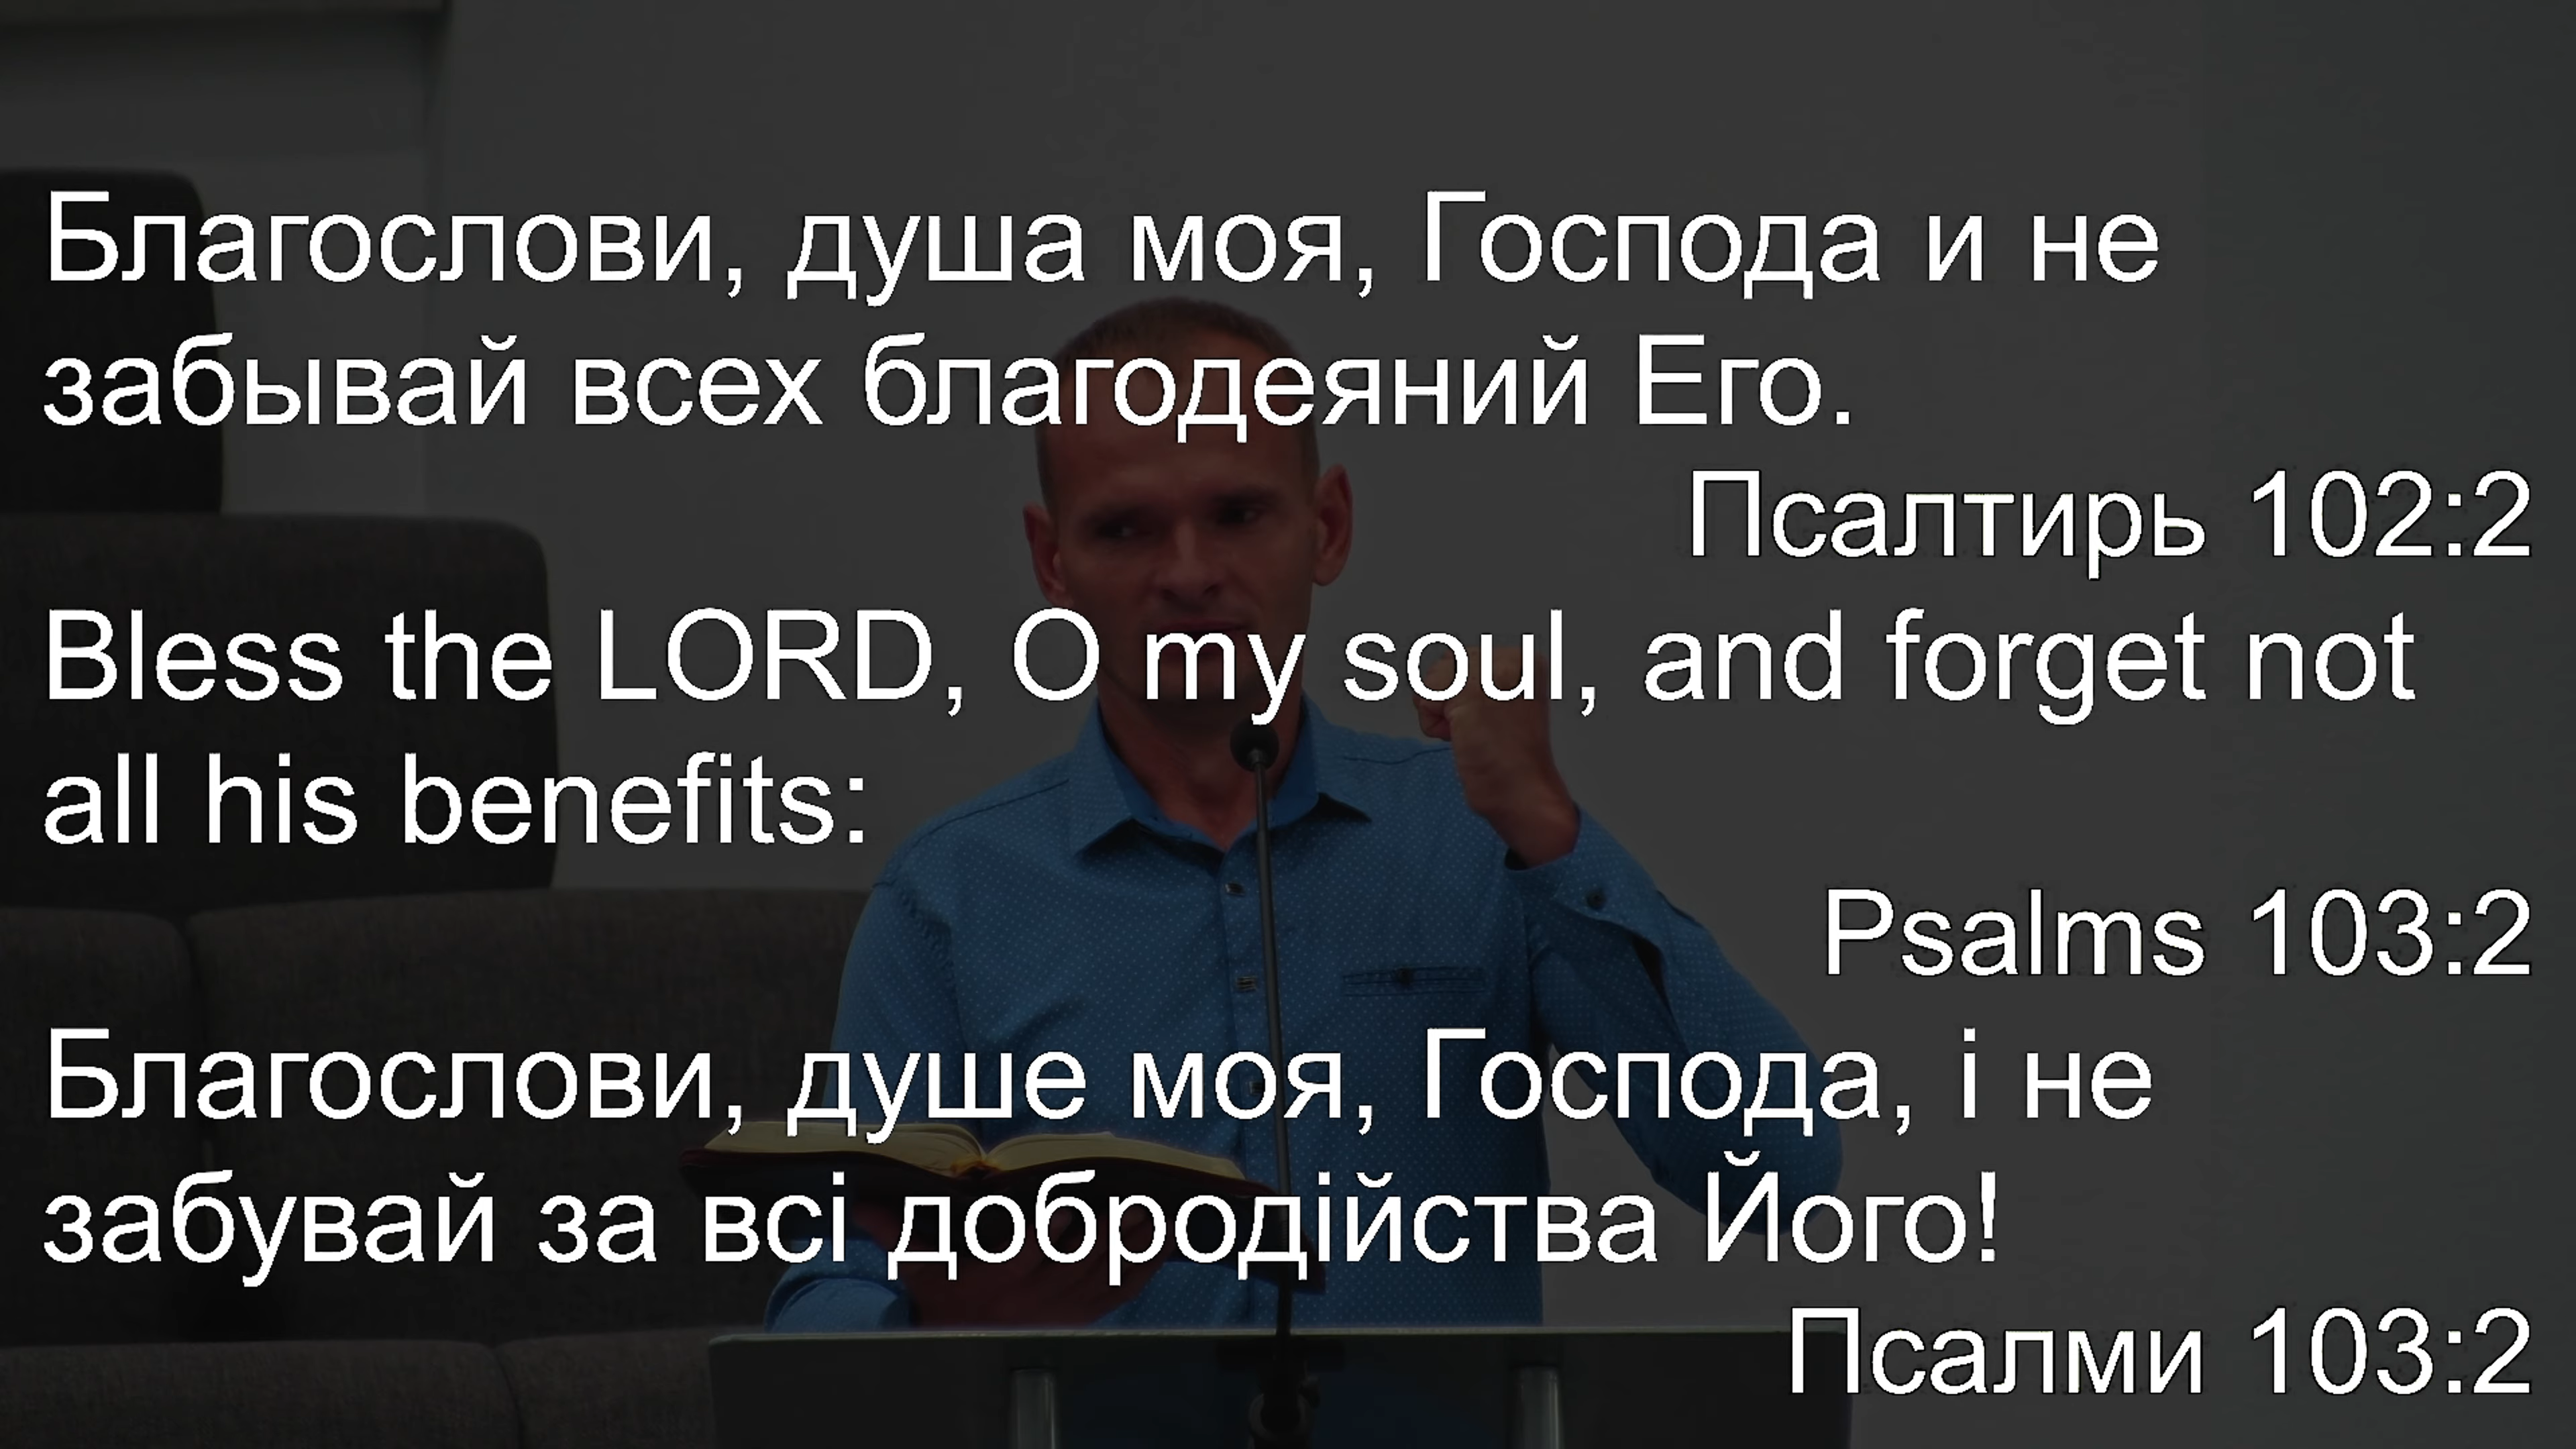 Благослови, душа моя, Господа и не
забывай всех благодеяний Его.
Псалтирь 102:2
Bless the LORD, O my soul, and forget not
all his benefits:
Psalms 103:2
Благослови, душе моя, Господа, і не
забувай за всі добродійства Його!
Псалми 103:2